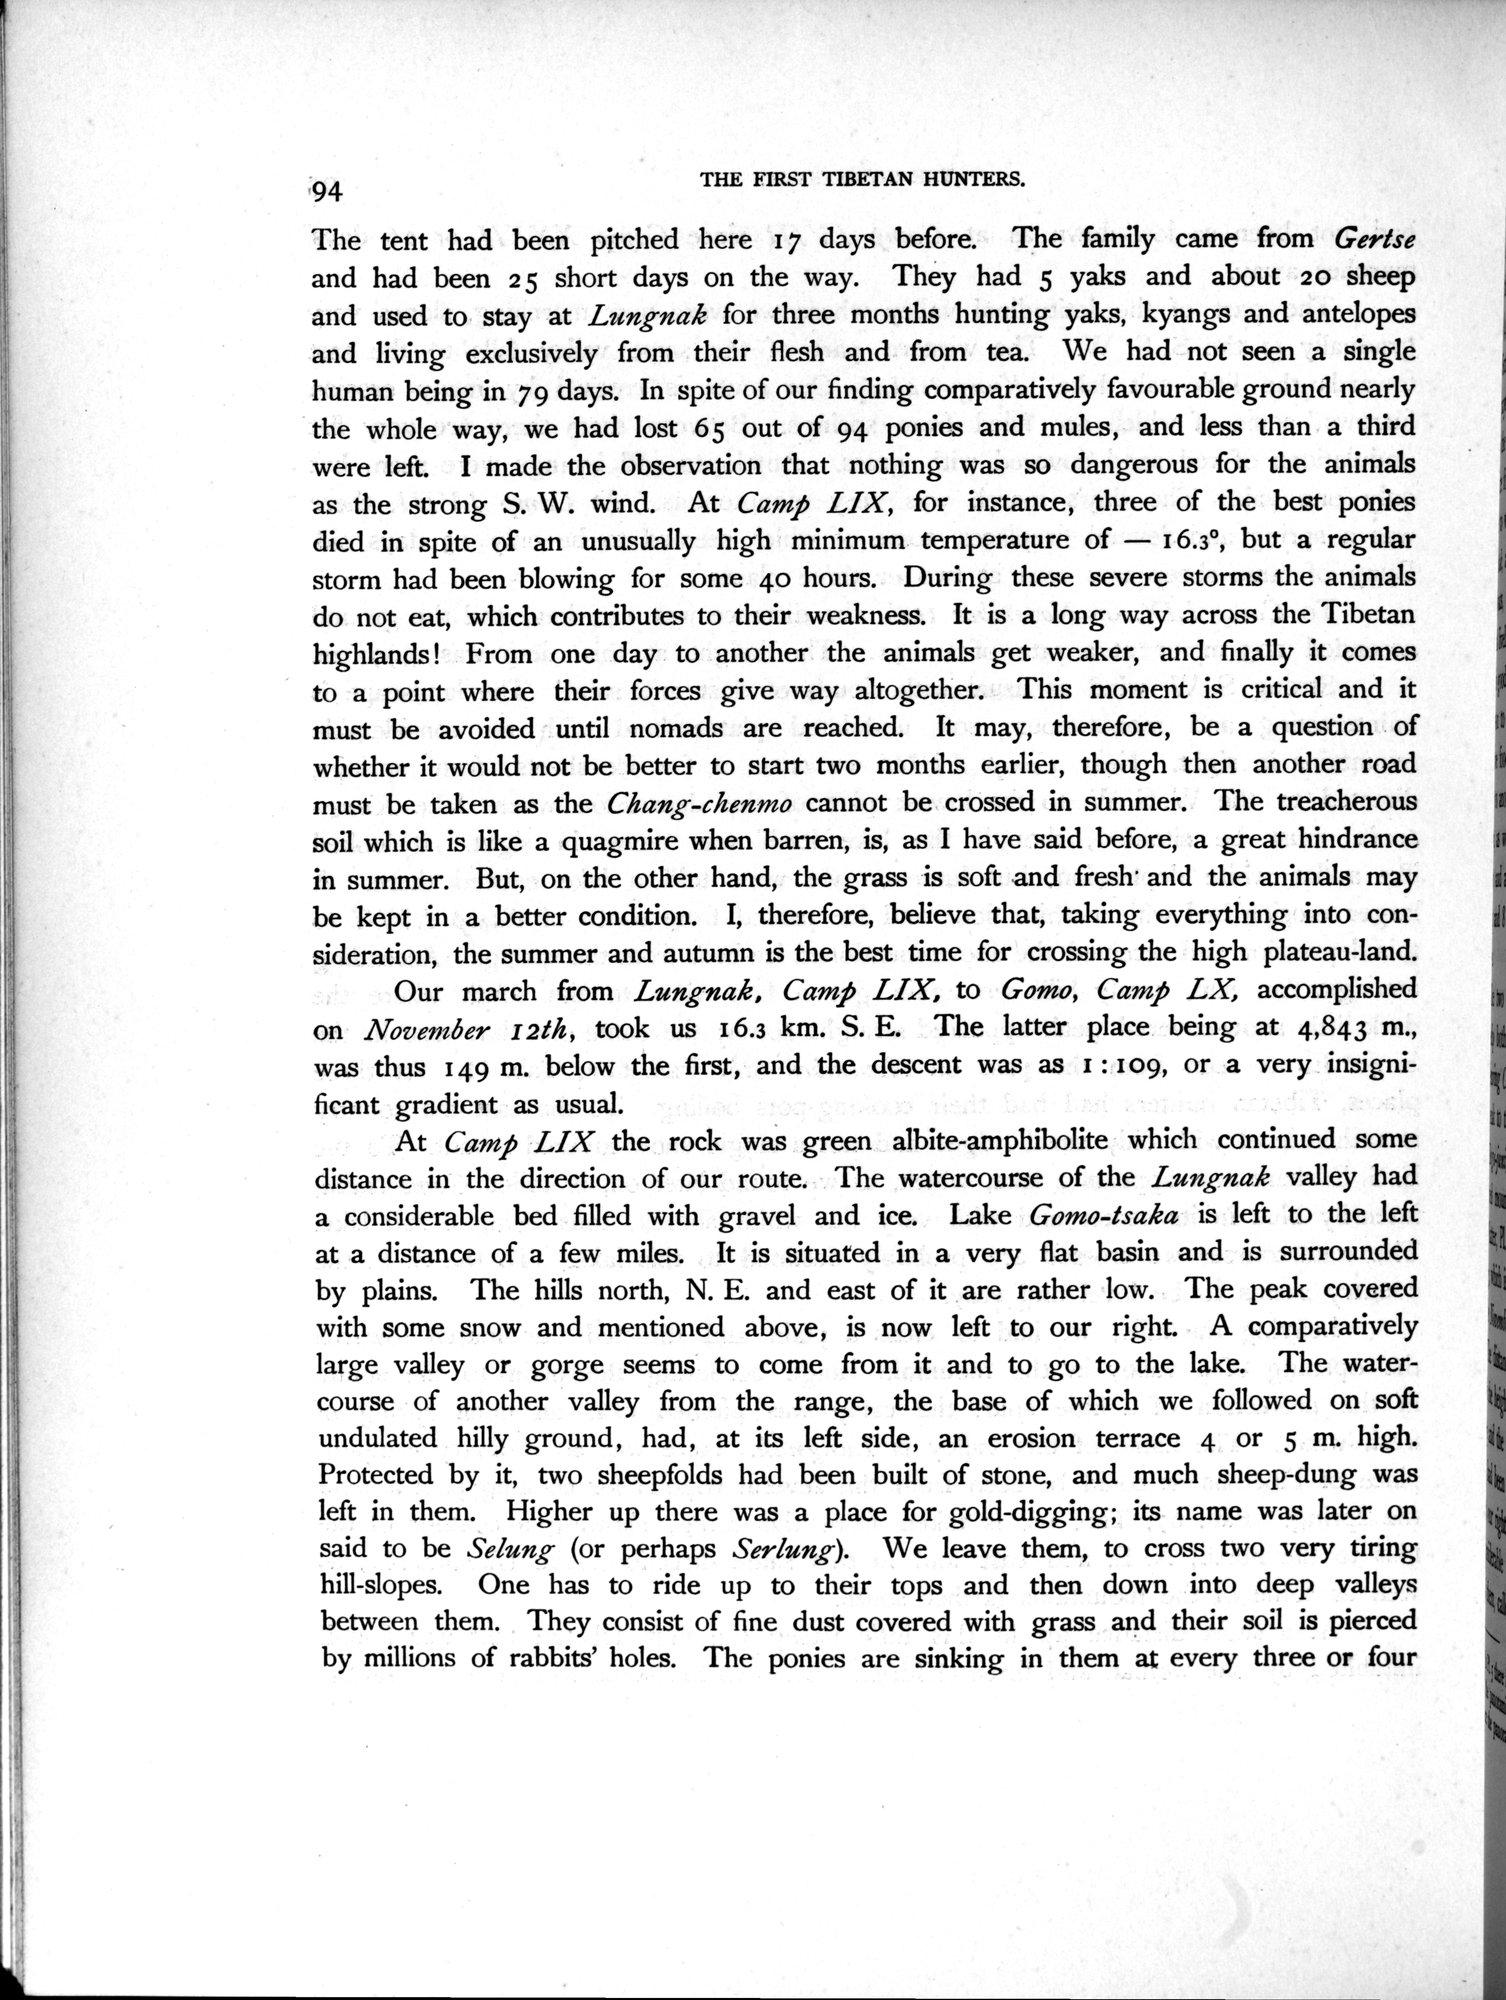 94
THE FIRST TIBETAN HUNTERS.
The tent had been pitched here 17 days before. The family came from Gertse
and had been 25 short days on the way. They had 5 yaks and about 20 sheep
and used to stay at Lungnak for three months hunting yaks, kyangs and antelopes
and living exclusively from their flesh and from tea. We had not seen a single
human being in 79 days. In spite of our finding comparatively favourable ground nearly
the whole way, we had lost 65 out of 94 ponies and mules, and less than a third
were left. I made the observation that nothing was so dangerous for the animals
as the strong S. W. wind. At Camp LIX, for instance, three of the best ponies
died in spite of an unusually high minimum temperature of — 16.3°, but a regular
storm had been blowing for some 40 hours. During these severe storms the animals
do not eat, which contributes to their weakness. It is a long way across the Tibetan
highlands! From one day to another the animals get weaker, and finally it comes
to a point where their forces give way altogether. This moment is critical and it
must be avoided until nomads are reached. It may, therefore, be a question of
whether it would not be better to start two months earlier, though then another road
must be taken as the Chang-chenmo cannot be crossed in summer. The treacherous
soil which is like a quagmire when barren, is, as I have said before, a great hindrance
in summer. But, on the other hand, the grass is soft and fresh and the animals may
be kept in a better condition. I, therefore, believe that, taking everything into con-
sideration, the summer and autumn is the best time for crossing the high plateau-land.
Our march from Lungnak, Camp LIX, to Gomo, Camp LX, accomplished
on November 12th, took us 16.3 km. S. E. The latter place being at 4,843 m.,
was thus 149 m. below the first, and the descent was as 1 : 109, or a very insigni-
ficant gradient as usual.
At Camp LIX the rock was green albite-amphibolite which continued some
distance in the direction of our route. The watercourse of the Lungnak valley had
a considerable bed filled with gravel and ice. Lake Gomo-tsaka is left to the left
at a distance of a few miles. It is situated in a very flat basin and is surrounded
by plains. The hills north, N. E. and east of it are rather low. The peak covered
with some snow and mentioned above, is now left to our right. A comparatively
large valley or gorge seems to come from it and to go to the lake. The water-
course of another valley from the range, the base of which we followed on soft
undulated hilly ground, had, at its left side, an erosion terrace 4 or 5 m. high.
Protected by it, two sheepfolds had been built of stone, and much sheep-dung was
left in them. Higher up there was a place for gold-digging; its name was later on
said to be Selung (or perhaps Serlung). We leave them, to cross two very tiring
hill-slopes. One has to ride up to their tops and then down into deep valleys
between them. They consist of fine dust covered with grass and their soil is pierced
by millions of rabbits' holes. The ponies are sinking in them at every three or four